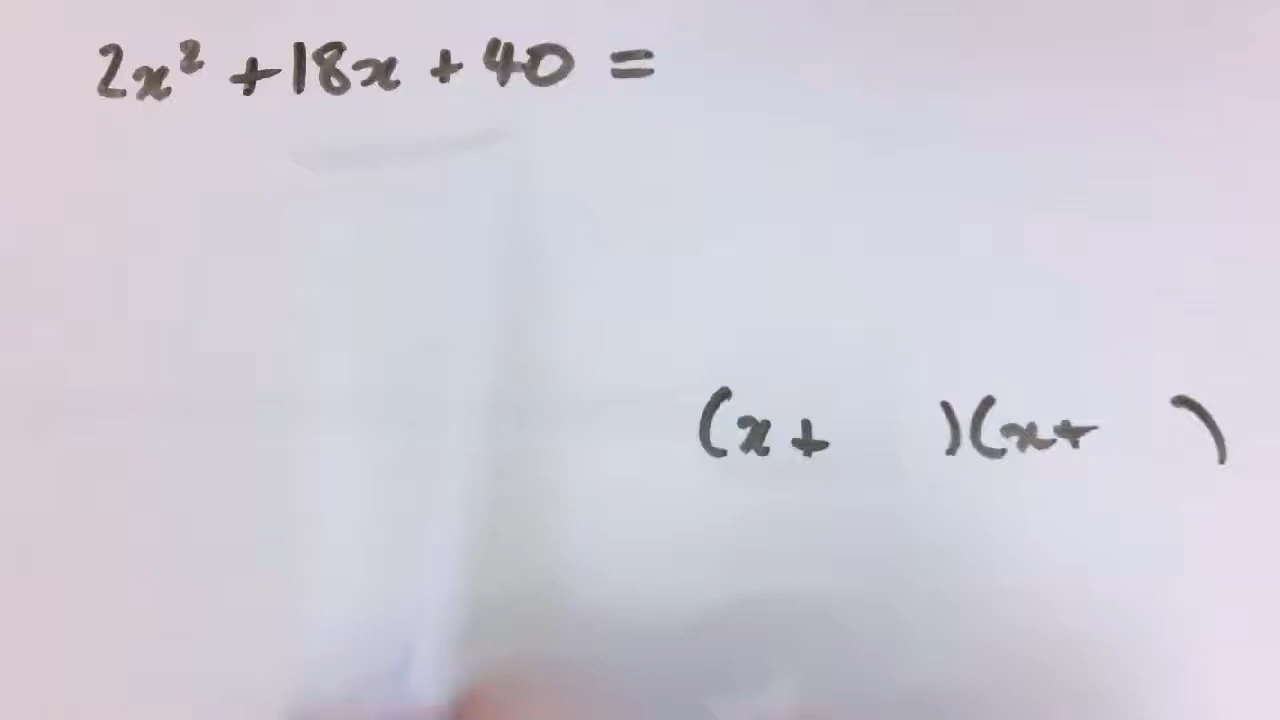 2x² + 18x + 40 =
(x + )(x + )